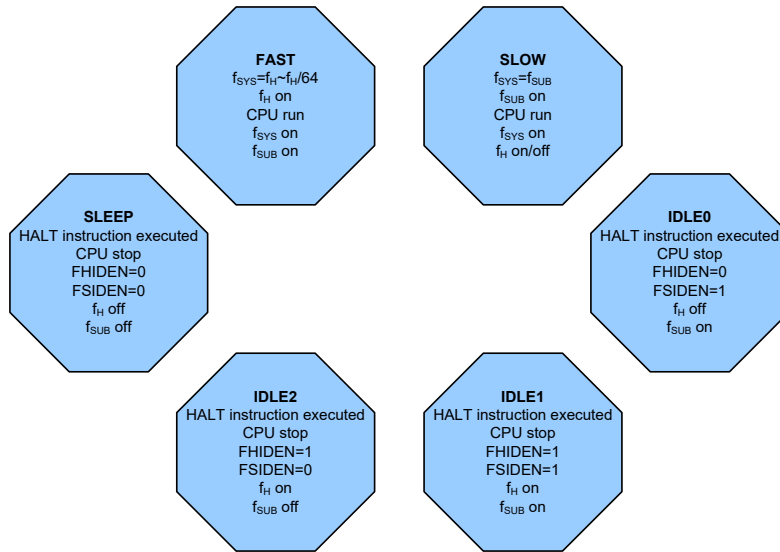 FAST
fSYS=fH~fH/64
fH on
CPU run
fSYS on
fSUB on
SLOW
fSYS=fSUB
fSUB on
CPU run
fSYS on
fH on/off
SLEEP
HALT instruction executed
CPU stop
FHIDEN=0
FSIDEN=0
fH off
fSUB off
IDLE0
HALT instruction executed
CPU stop
FHIDEN=0
FSIDEN=1
fH off
fSUB on
IDLE2
HALT instruction executed
CPU stop
FHIDEN=1
FSIDEN=0
fH on
fSUB off
IDLE1
HALT instruction executed
CPU stop
FHIDEN=1
FSIDEN=1
fH on
fSUB on